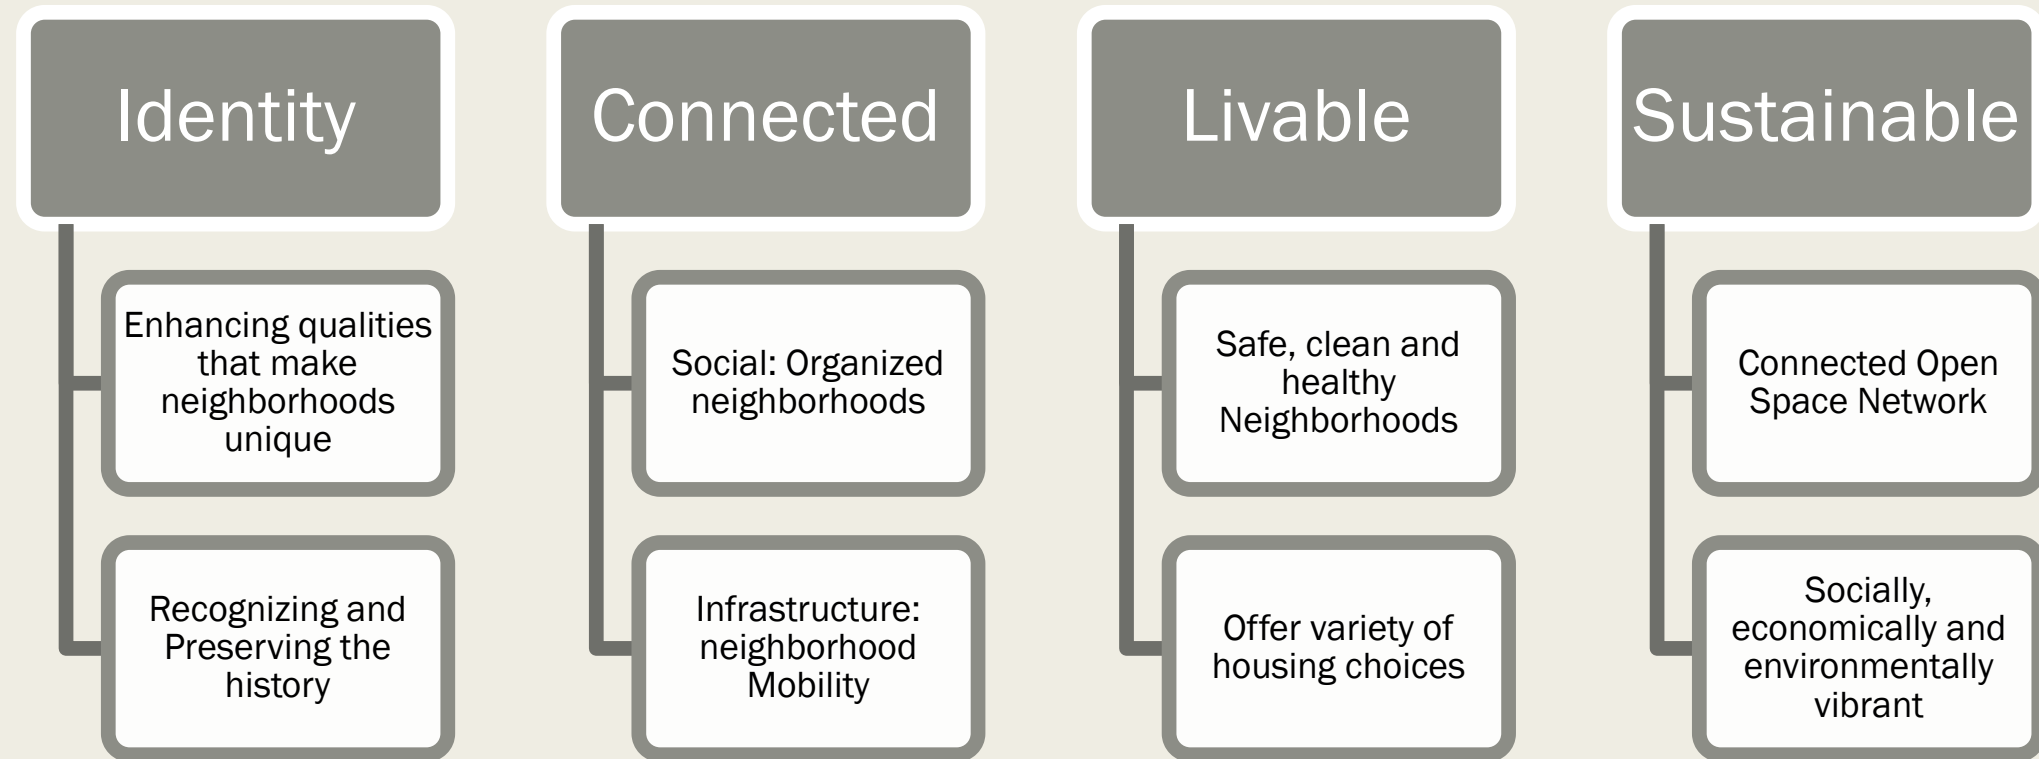 Identity
Enhancing qualities
that make
neighborhoods
unique
Recognizing and
Preserving the
history
Connected
Social: Organized
neighborhoods
Infrastructure:
neighborhood
Mobility
Livable
Safe, clean and
healthy
Neighborhoods
Offer variety of
housing choices
Sustainable
Connected Open
Space Network
Socially,
economically and
environmentally
vibrant